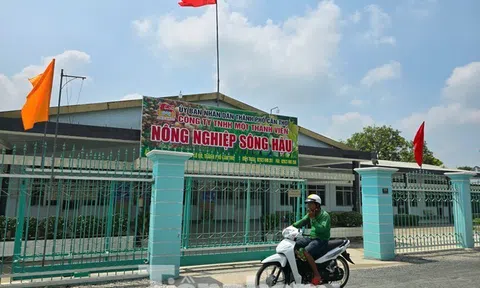 ỦY BAN NHÂN DÂN THÀNH PHỐ CẦN THƠ
CÔNG TY TNHH MỘT THÀNH VIÊN
NÔNG NGHIỆP SÔNG HẬU